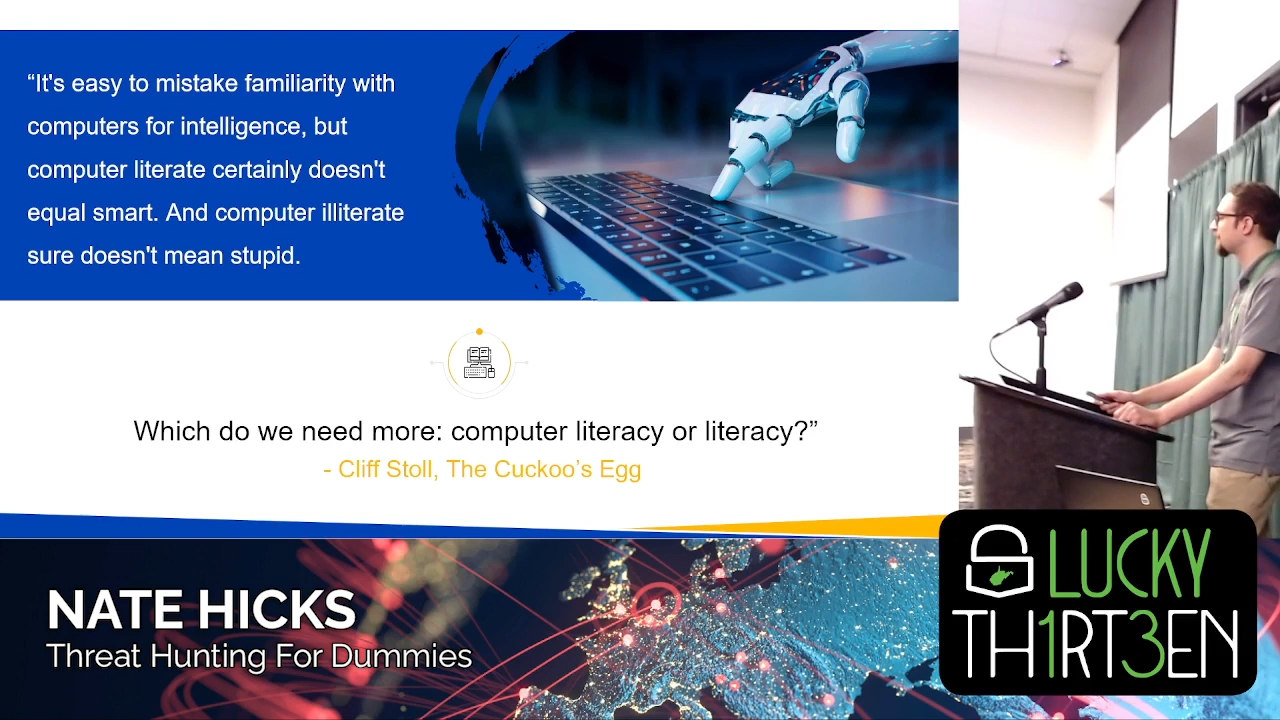 “It's easy to mistake familiarity with
computers for intelligence, but
computer literate certainly doesn't
equal smart. And computer illiterate
sure doesn't mean stupid.
Which do we need more: computer literacy or literacy?”
- Cliff Stoll, The Cuckoo’s Egg
NATE HICKS
Threat Hunting For Dummies
LUCKY
TH1RT3EN